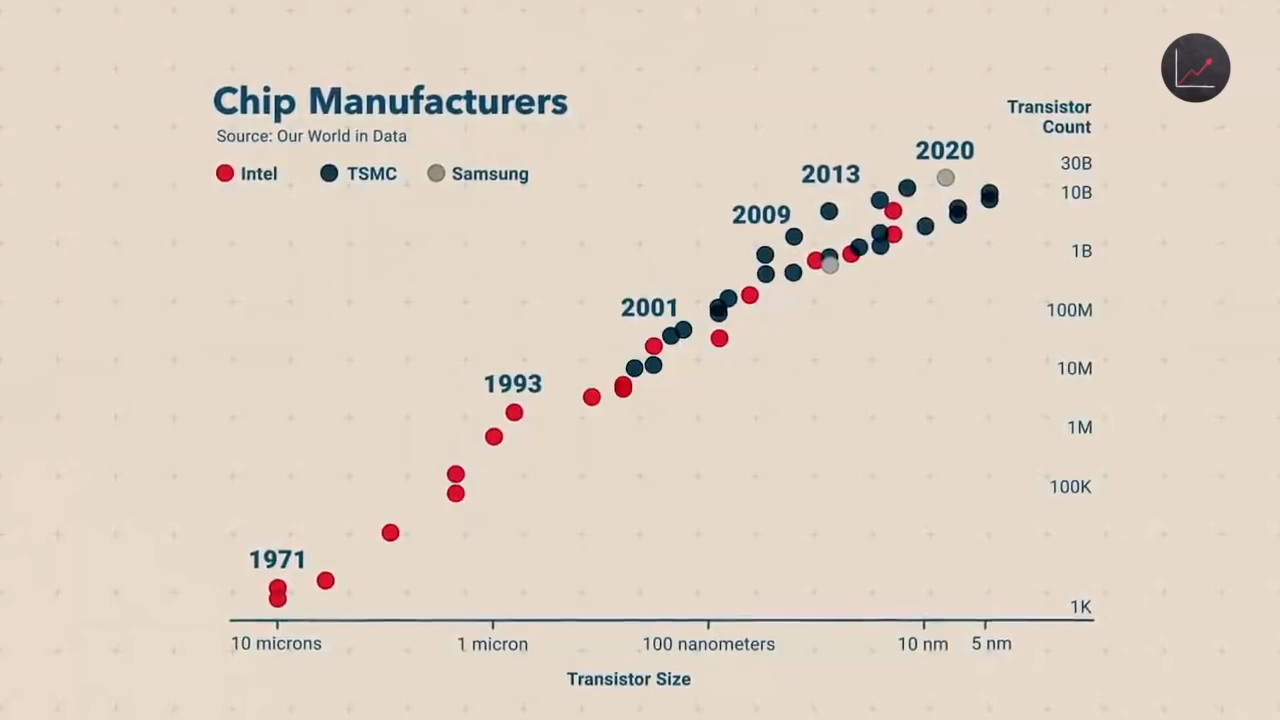 Chip Manufacturers
Source: Our World in Data
Intel
TSMC
Samsung
Transistor
Count
30B
10B
1B
100M
10M
1M
100K
1K
2020
2013
2009
2001
1993
1971
10 microns
1 micron
100 nanometers
10 nm
5 nm
Transistor Size